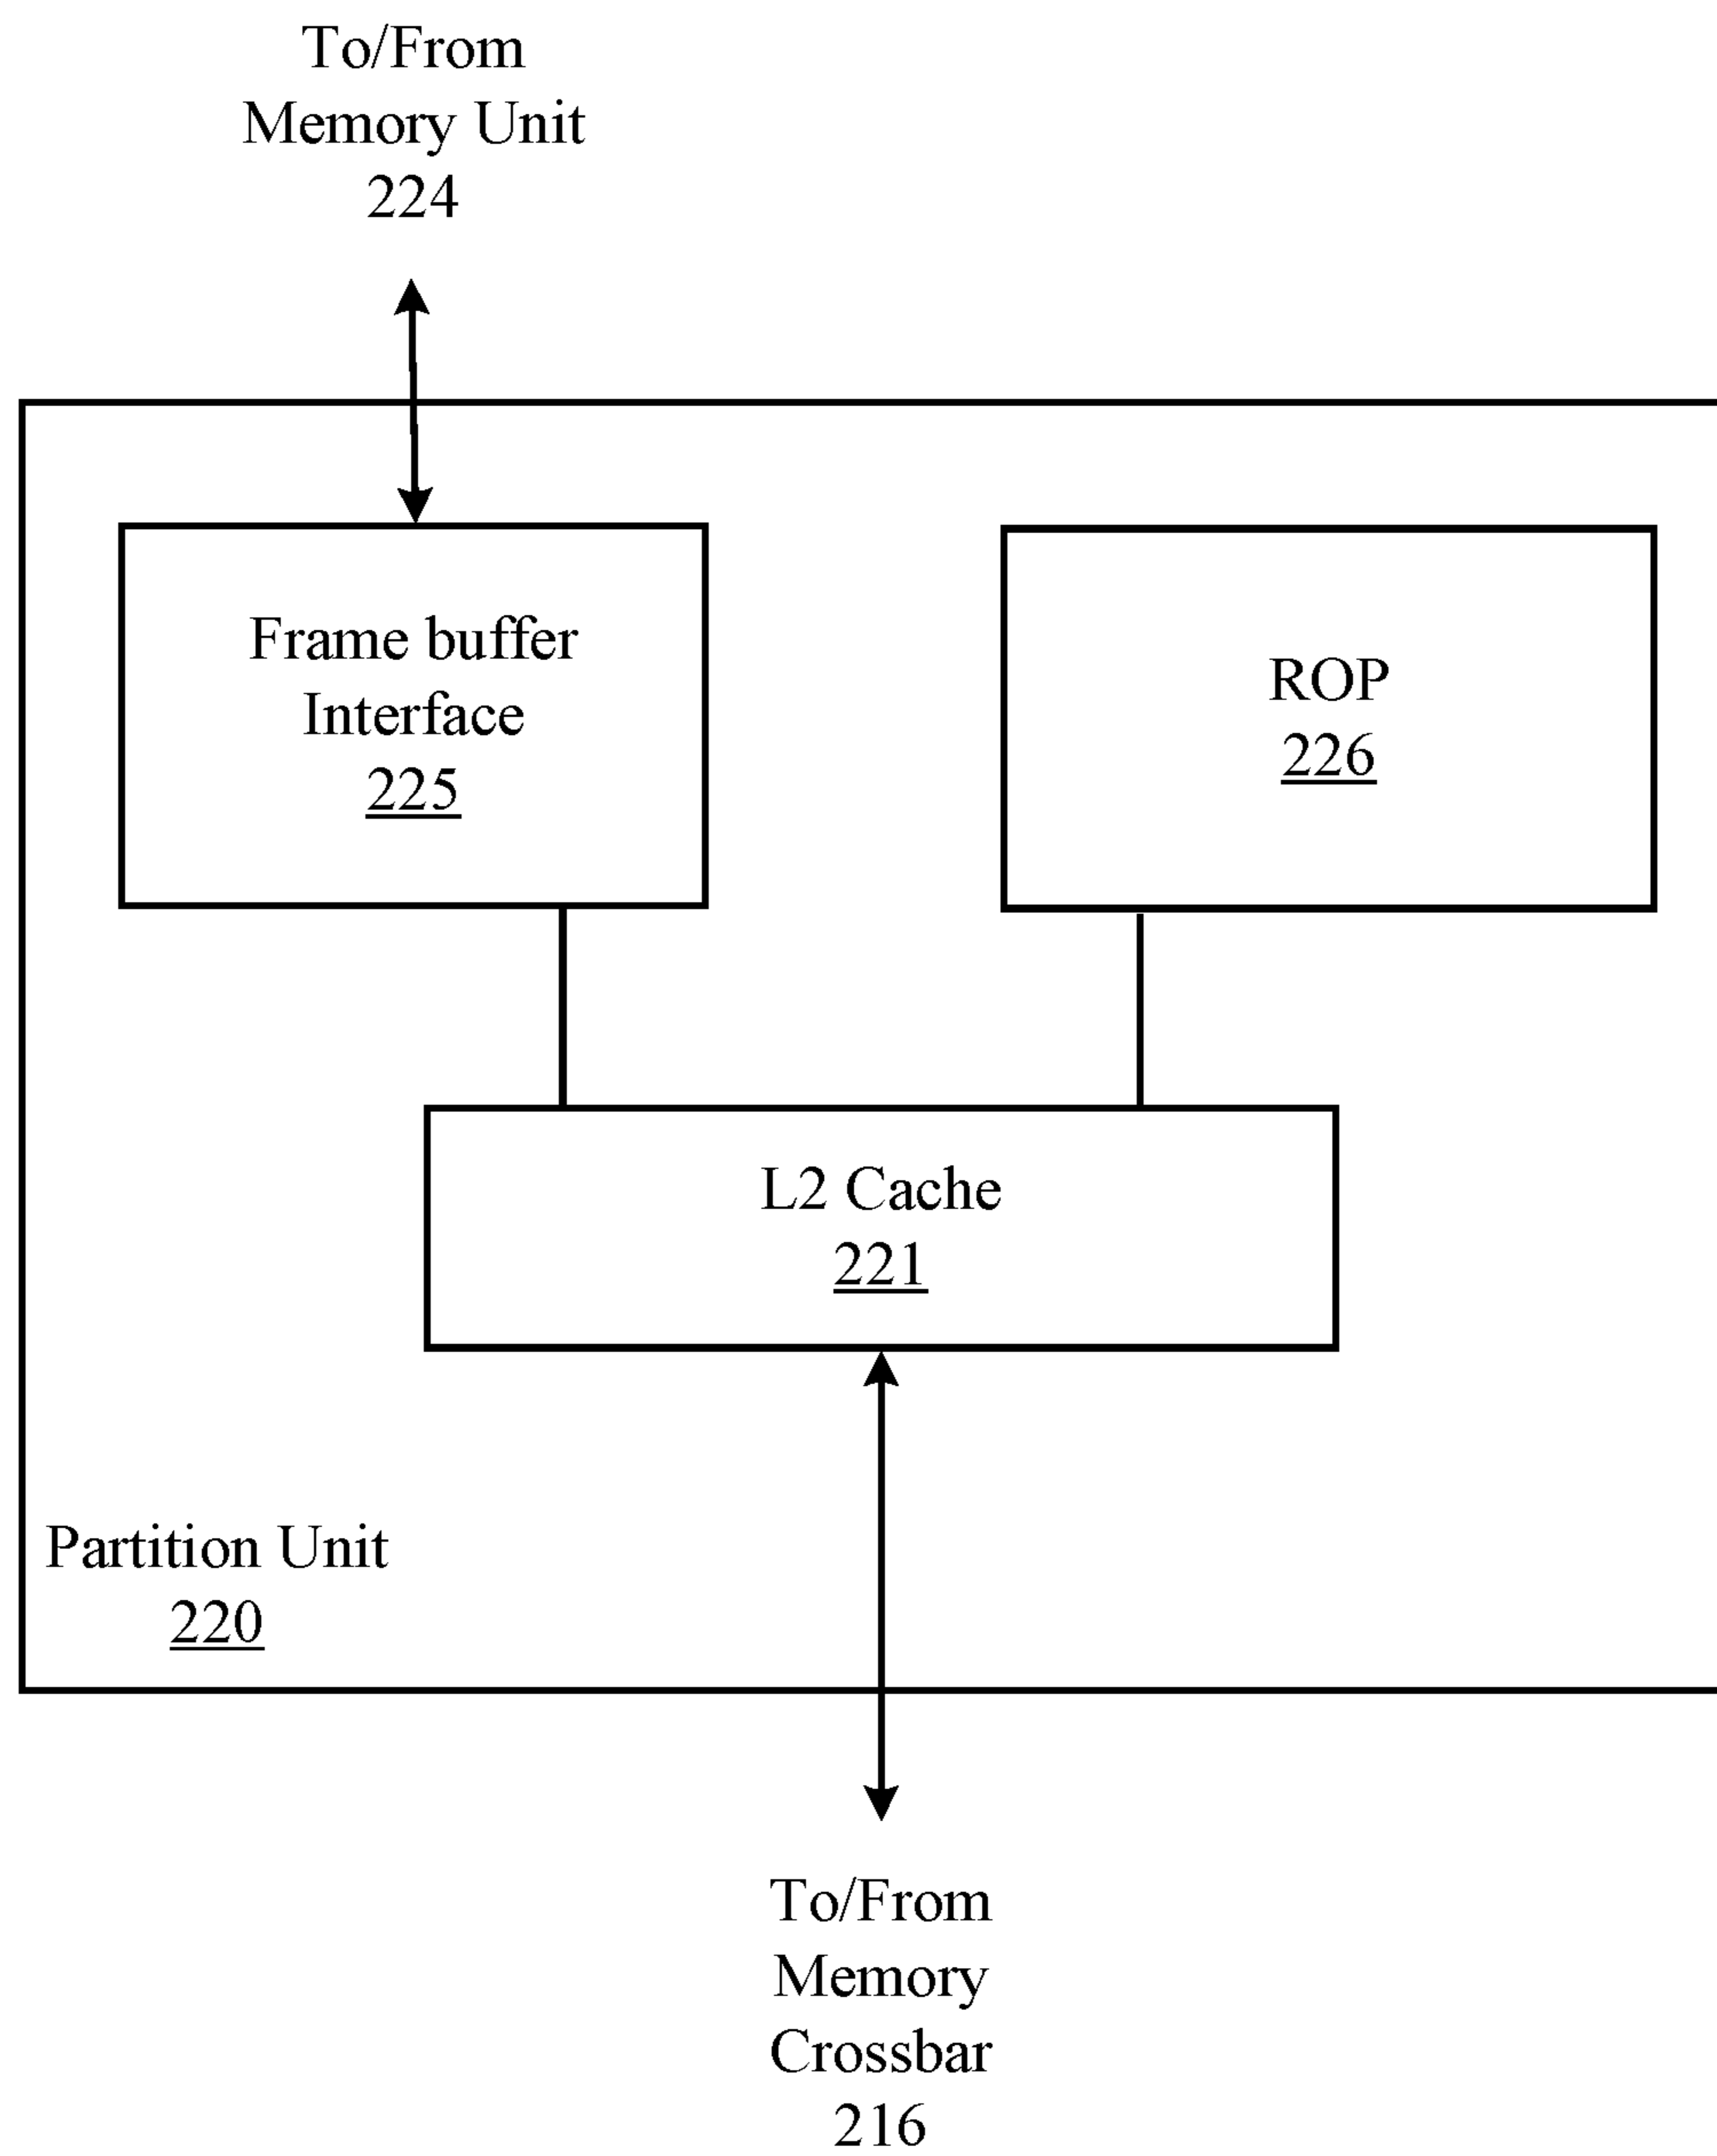 To/From
Memory Unit
224
Frame buffer
Interface
225
ROP
226
L2 Cache
221
Partition Unit
220
To/From
Memory
Crossbar
216